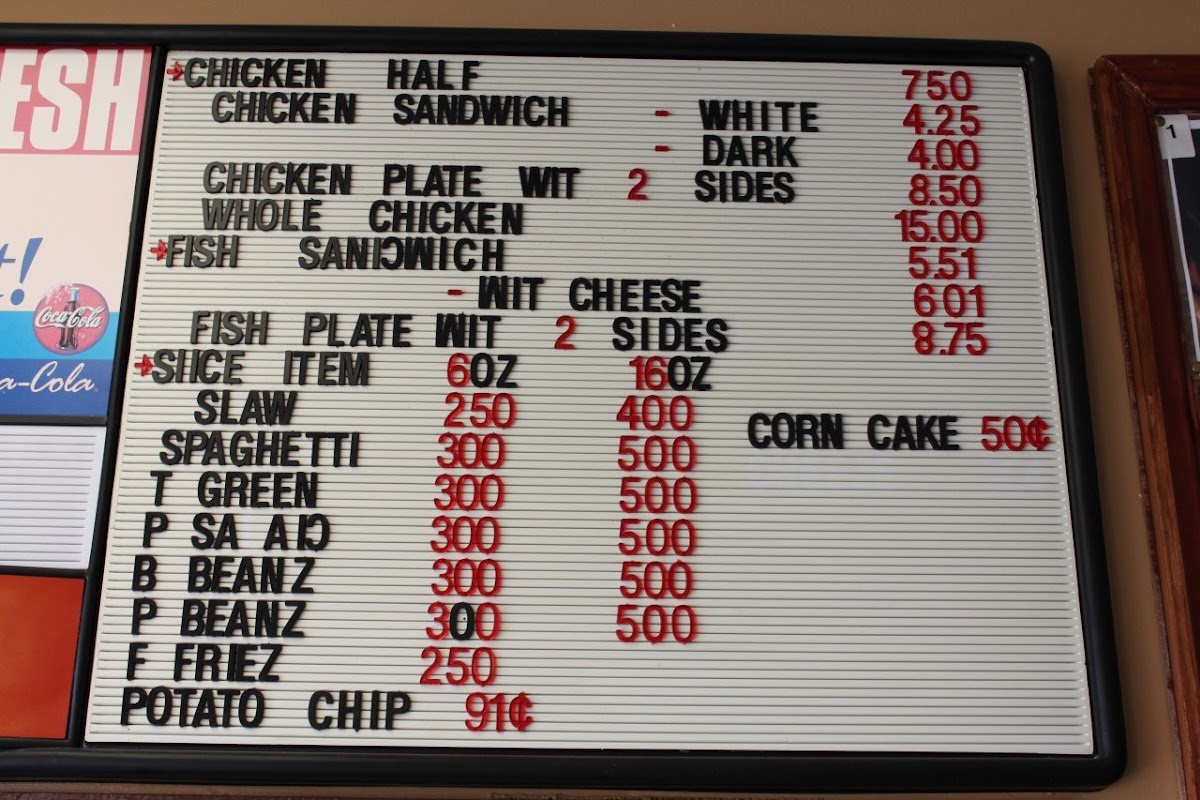 ESH
t!
Coca-Cola
a-Cola
➔CHICKEN HALF 750
CHICKEN SANDWICH - WHITE 4.25
- DARK 4.00
CHICKEN PLATE WIT 2 SIDES 8.50
WHOLE CHICKEN 15.00
➔FISH SANICWICH 5.51
- WIT CHEESE 601
FISH PLATE WIT 2 SIDES 8.75
➔SIICE ITEM 6OZ 16OZ
SLAW 250 400
CORN CAKE 50¢
SPAGHETTI 300 500
T GREEN 300 500
P SA AIC 300 500
B BEANZ 300 500
P BEANZ 300 500
F FRIEZ 250
POTATO CHIP 91¢
1